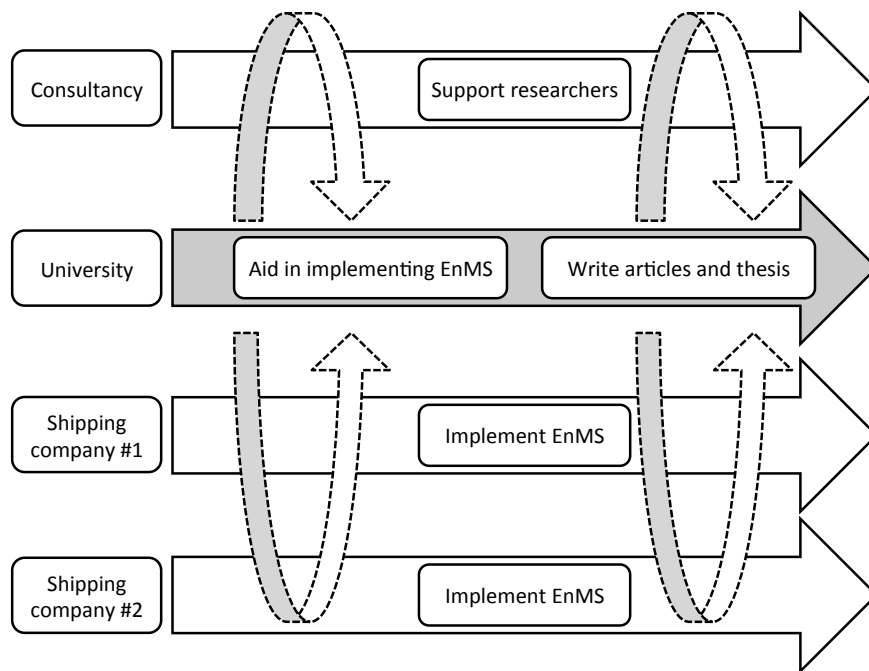 Consultancy
Support researchers
University
Aid in implementing EnMS
Write articles and thesis
Shipping
company #1
Implement EnMS
Shipping
company #2
Implement EnMS